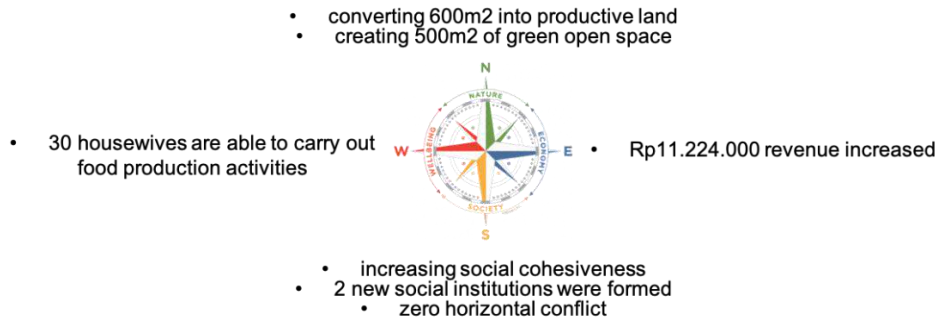 • converting 600m2 into productive land
• creating 500m2 of green open space
N
NATURE
• 30 housewives are able to carry out
food production activities
W
WELLBEING
ECONOMY
E
• Rp11.224.000 revenue increased
SOCIETY
S
• increasing social cohesiveness
• 2 new social institutions were formed
• zero horizontal conflict